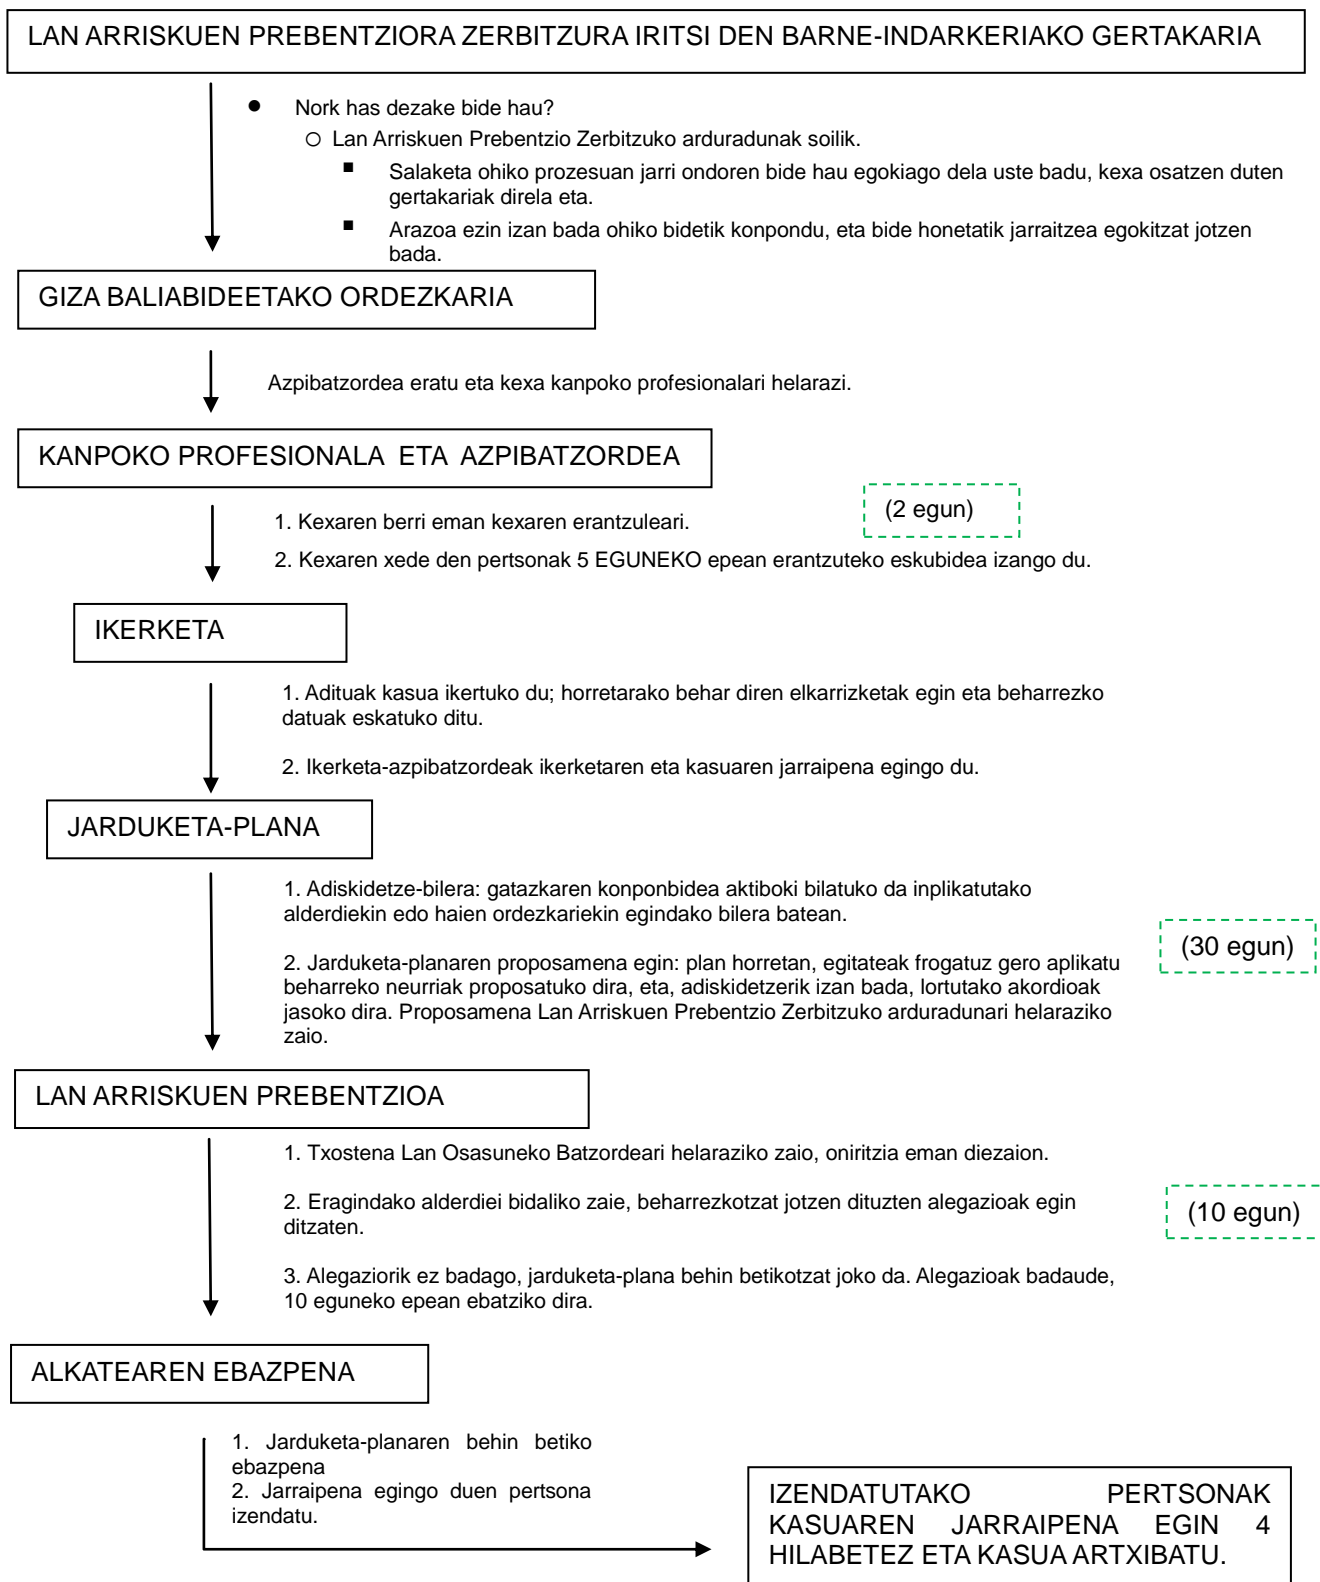 LAN ARRISKUEN PREBENTZIORA ZERBITZURA IRITSI DEN BARNE-INDARKERIAKO GERTAKARIA
● Nork has dezake bide hau?
○ Lan Arriskuen Prebentzio Zerbitzuko arduradunak soilik.
▪ Salaketa ohiko prozesuan jarri ondoren bide hau egokiago dela uste badu, kexa osatzen duten
gertakariak direla eta.
▪ Arazoa ezin izan bada ohiko bidetik konpondu, eta bide honetatik jarraitzea egokitzat jotzen
bada.
GIZA BALIABIDEETAKO ORDEZKARIA
Azpibatzordea eratu eta kexa kanpoko profesionalari helarazi.
KANPOKO PROFESIONALA ETA AZPIBATZORDEA
(2 egun)
1. Kexaren berri eman kexaren erantzuleari.
2. Kexaren xede den pertsonak 5 EGUNEKO epean erantzuteko eskubidea izango du.
IKERKETA
1. Adituak kasua ikertuko du; horretarako behar diren elkarrizketak egin eta beharrezko
datuak eskatuko ditu.
2. Ikerketa-azpibatzordeak ikerketaren eta kasuaren jarraipena egingo du.
JARDUKETA-PLANA
1. Adiskidetze-bilera: gatazkaren konponbidea aktiboki bilatuko da inplikatutako
alderdiekin edo haien ordezkariekin egindako bilera batean.
(30 egun)
2. Jarduketa-planaren proposamena egin: plan horretan, egitateak frogatuz gero aplikatu
beharreko neurriak proposatuko dira, eta, adiskidetzerik izan bada, lortutako akordioak
jasoko dira. Proposamena Lan Arriskuen Prebentzio Zerbitzuko arduradunari helaraziko
zaio.
LAN ARRISKUEN PREBENTZIOA
1. Txostena Lan Osasuneko Batzordeari helaraziko zaio, oniritzia eman diezaion.
2. Eragindako alderdiei bidaliko zaie, beharrezkotzat jotzen dituzten alegazioak egin
ditzaten.
(10 egun)
3. Alegaziorik ez badago, jarduketa-plana behin betikotzat joko da. Alegazioak badaude,
10 eguneko epean ebatziko dira.
ALKATEAREN EBAZPENA
1. Jarduketa-planaren behin betiko
ebazpena
2. Jarraipena egingo duen pertsona
izendatu.
IZENDATUTAKO PERTSONAK
KASUAREN JARRAIPENA EGIN 4
HILABETEZ ETA KASUA ARTXIBATU.